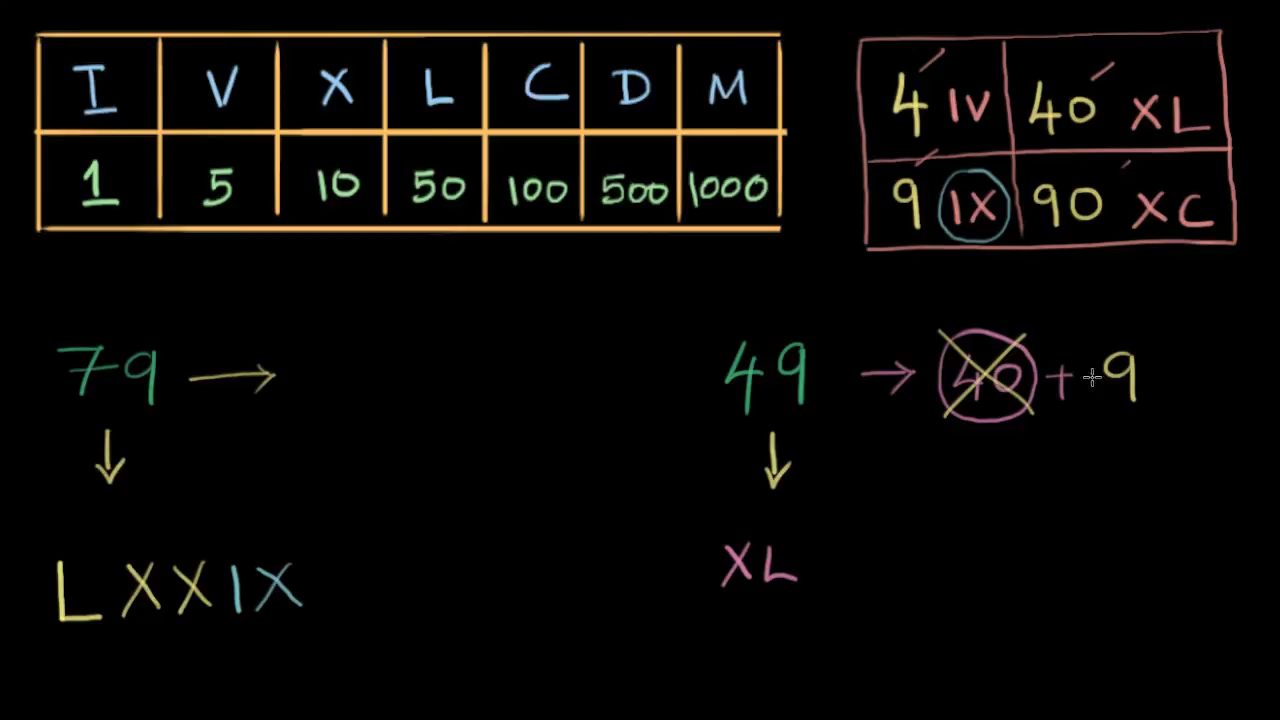 I V X L C D M
1 5 10 50 100 500 1000
4 IV 40 XL
9 IX 90 XC
79 → 49 → 40 + 9
↓ ↓
LXXIX XL